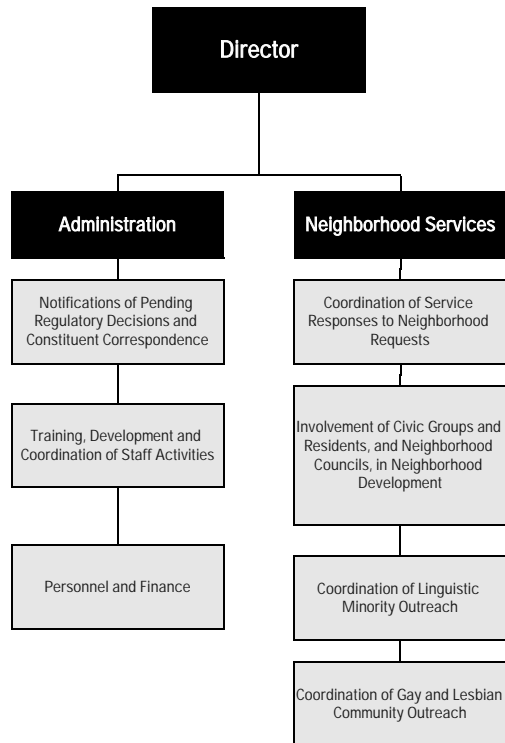 Director
Administration
Notifications of Pending
Regulatory Decisions and
Constituent Correspondence
Training, Development and
Coordination of Staff Activities
Personnel and Finance
Neighborhood Services
Coordination of Service
Responses to Neighborhood
Requests
Involvement of Civic Groups and
Residents, and Neighborhood
Councils, in Neighborhood
Development
Coordination of Linguistic
Minority Outreach
Coordination of Gay and Lesbian
Community Outreach